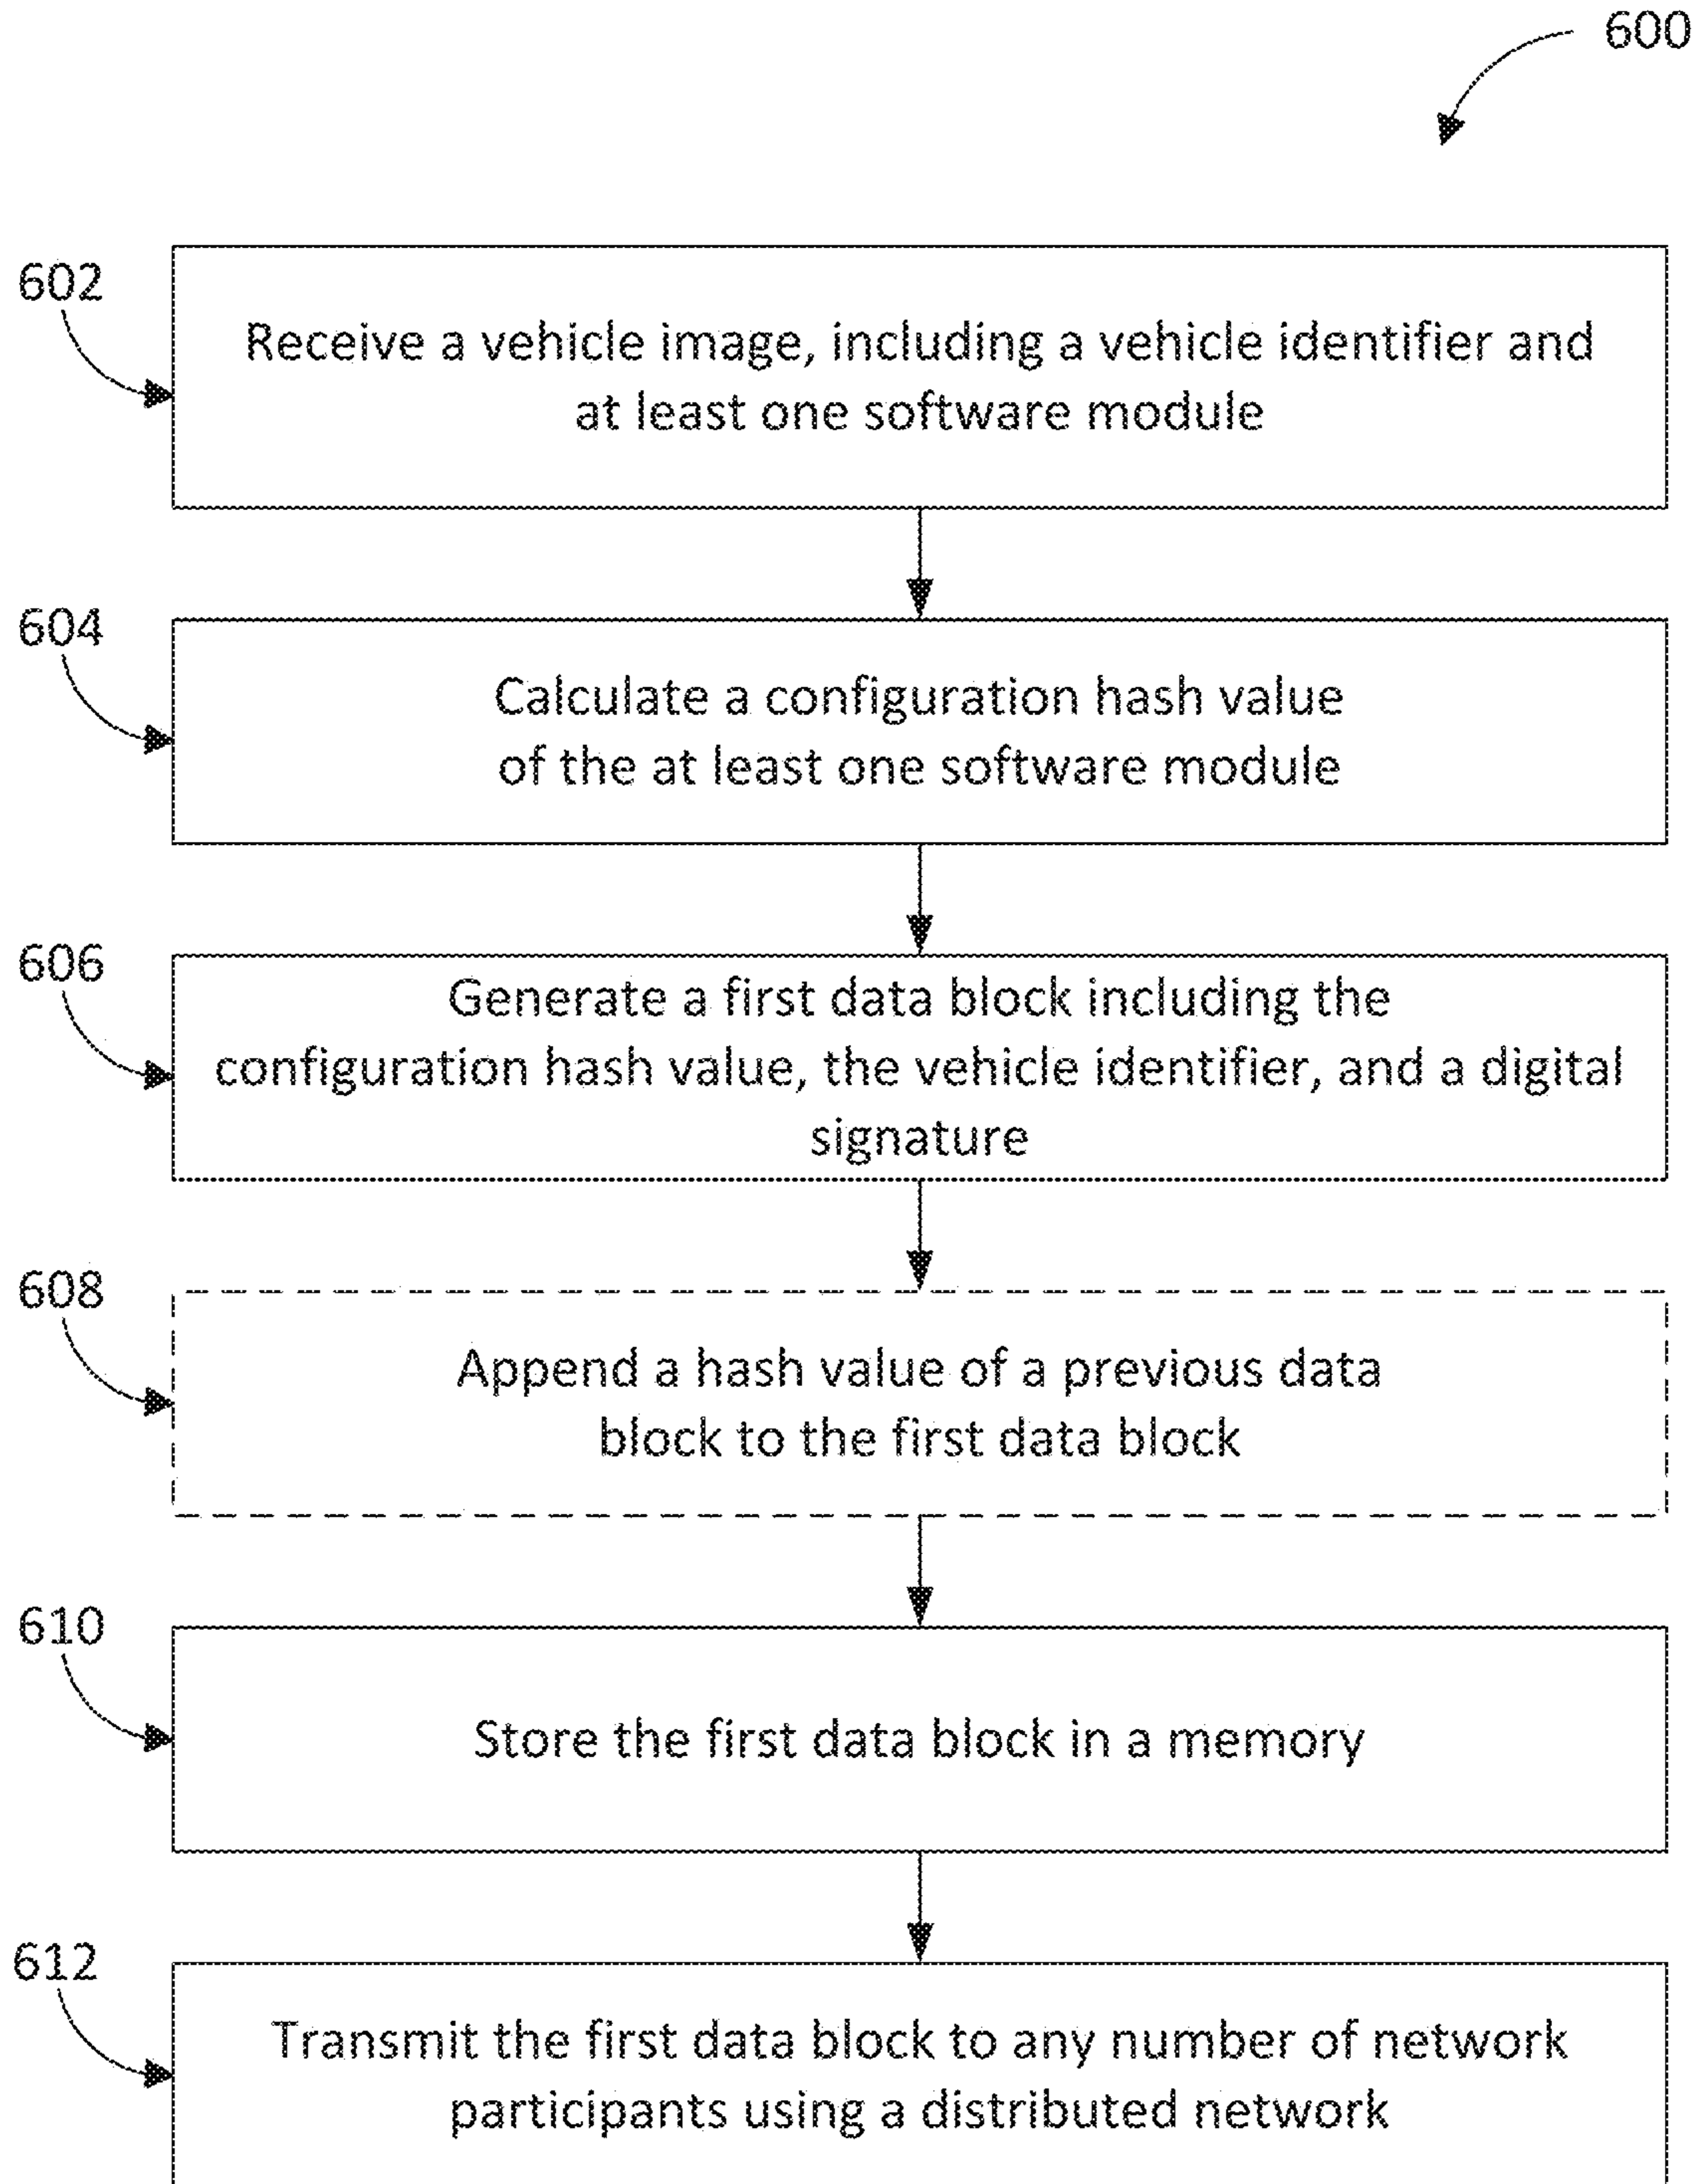 600
602
Receive a vehicle image, including a vehicle identifier and
at least one software module
604
Calculate a configuration hash value
of the at least one software module
606
Generate a first data block including the
configuration hash value, the vehicle identifier, and a digital
signature
608
Append a hash value of a previous data
block to the first data block
610
Store the first data block in a memory
612
Transmit the first data block to any number of network
participants using a distributed network